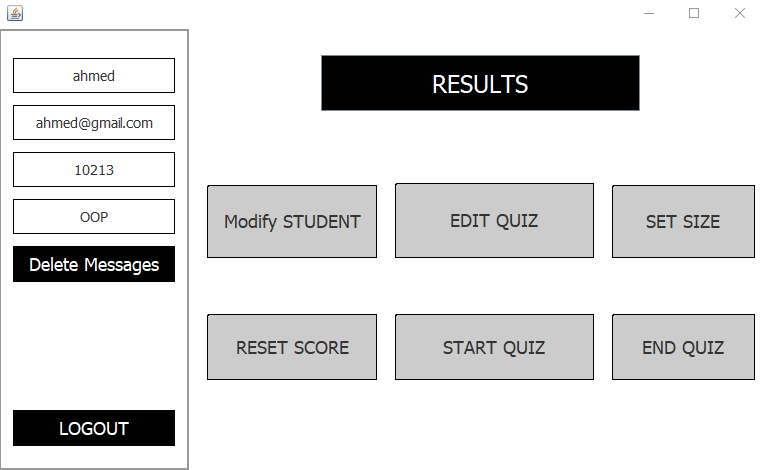 ahmed
ahmed@gmail.com
10213
OOP
Delete Messages
LOGOUT
RESULTS
Modify STUDENT
EDIT QUIZ
SET SIZE
RESET SCORE
START QUIZ
END QUIZ